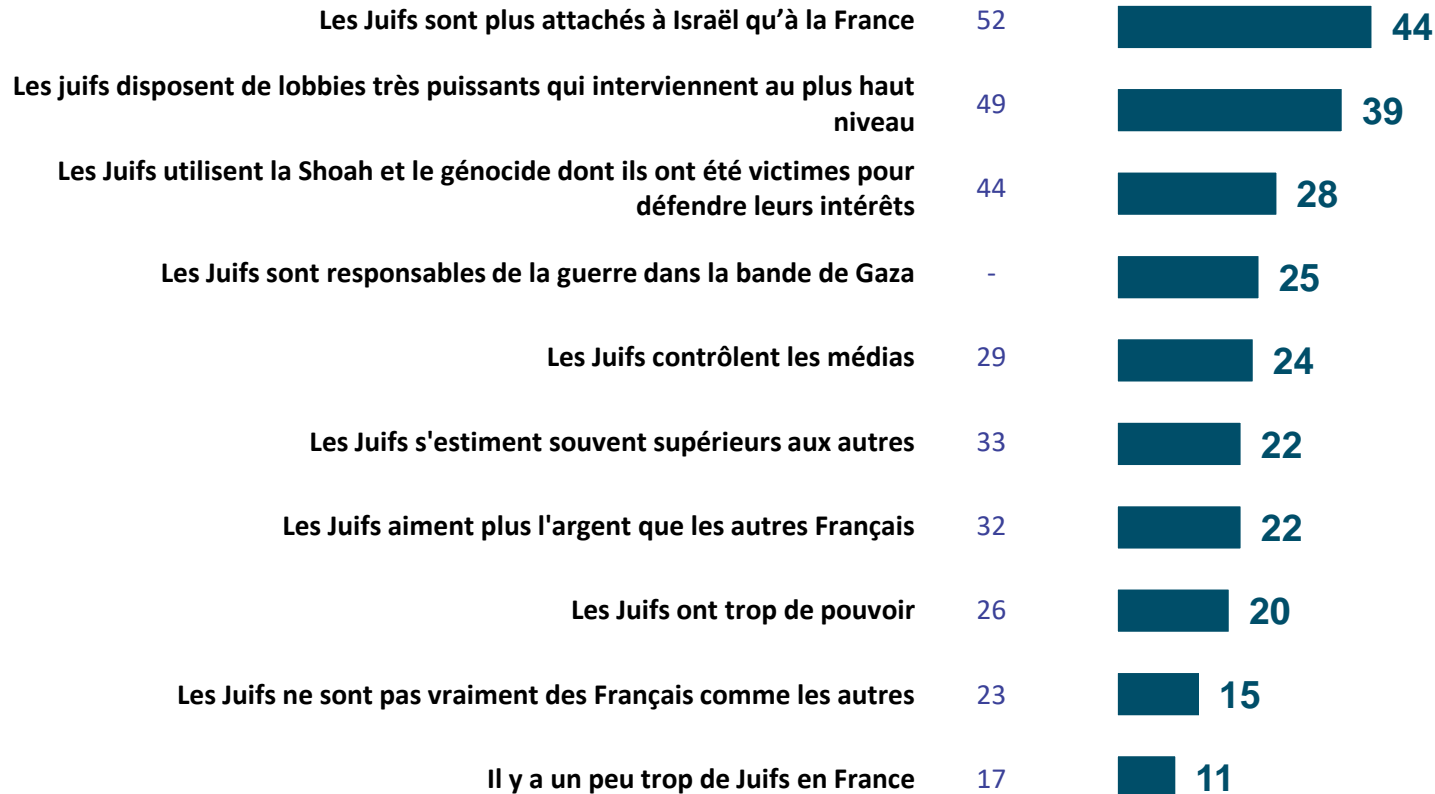 Les Juifs sont plus attachés à Israël qu’à la France 52 44
Les juifs disposent de lobbies très puissants qui interviennent au plus haut
niveau 49 39
Les Juifs utilisent la Shoah et le génocide dont ils ont été victimes pour
défendre leurs intérêts 44 28
Les Juifs sont responsables de la guerre dans la bande de Gaza - 25
Les Juifs contrôlent les médias 29 24
Les Juifs s'estiment souvent supérieurs aux autres 33 22
Les Juifs aiment plus l'argent que les autres Français 32 22
Les Juifs ont trop de pouvoir 26 20
Les Juifs ne sont pas vraiment des Français comme les autres 23 15
Il y a un peu trop de Juifs en France 17 11